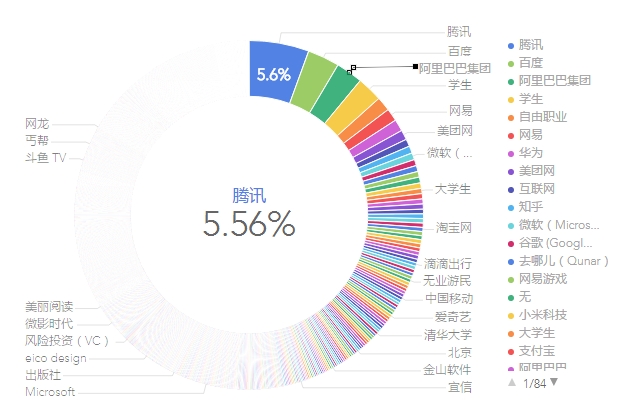 腾讯
百度
阿里巴巴集团
学生
网易
美团网
微软（...
大学生
淘宝网
滴滴出行
无业游民
中国移动
爱奇艺
清华大学
北京
金山软件
宜信
网龙
丐帮
斗鱼 TV
美丽阅读
微影时代
风险投资（VC）
eico design
出版社
Microsoft
5.6%
腾讯
5.56%
腾讯
百度
阿里巴巴集团
学生
自由职业
网易
华为
美团网
互联网
知乎
微软（Micros...
谷歌 (Googl...
去哪儿（Qunar）
网易游戏
无
小米科技
大学生
支付宝
阿里巴巴
1/84